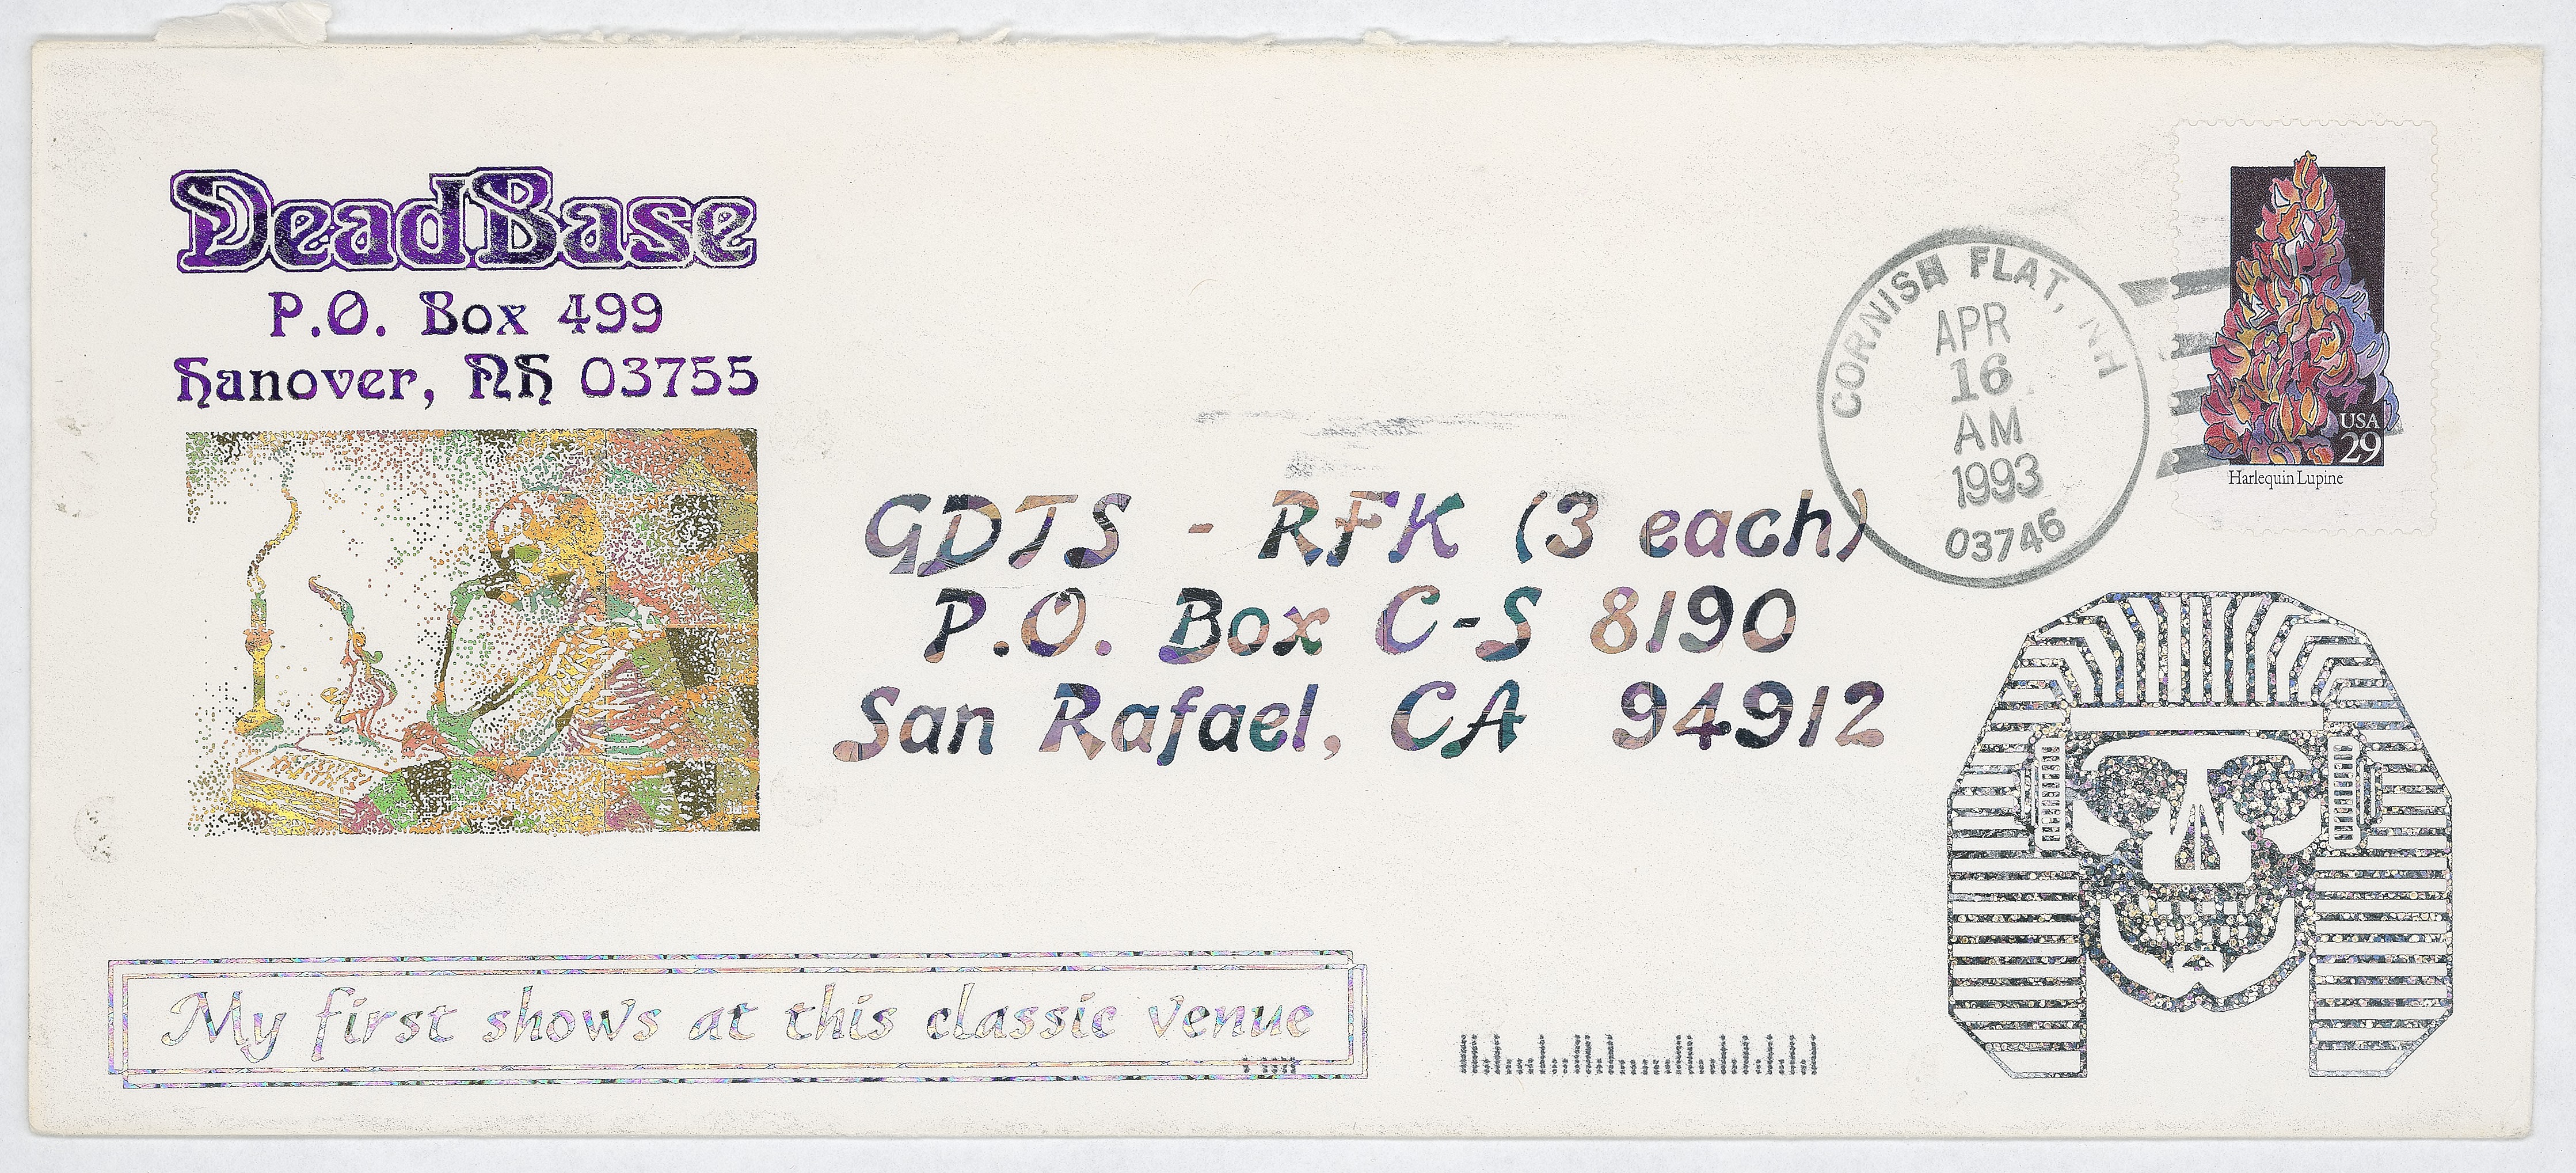 DeadBase
P.O. Box 499
Hanover, NH 03755
CORNISH FLAT, NH
APR
16
AM
1993
03746
USA
29
Harlequin Lupine
GDTS - RFK (3 each)
P.O. Box C-S 8190
San Rafael, CA 94912
My first shows at this classic venue